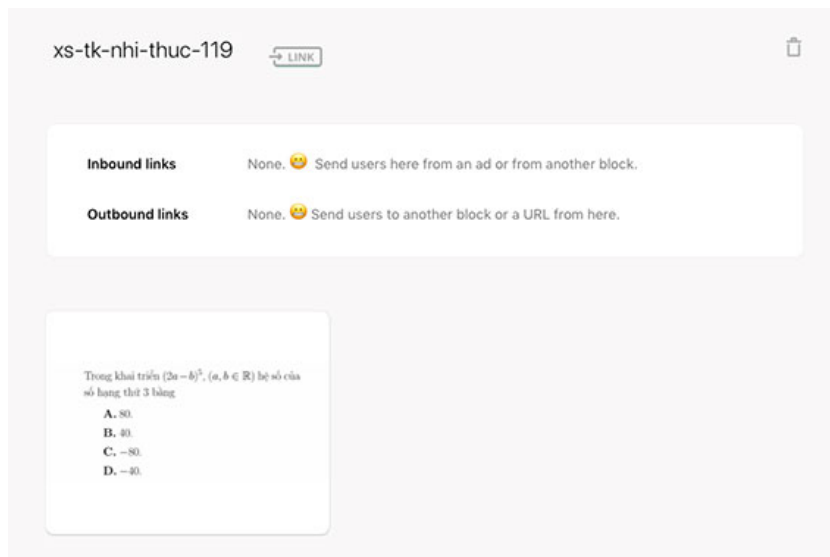 xs-tk-nhi-thuc-119
LINK
Inbound links None. 😬 Send users here from an ad or from another block.
Outbound links None. 😬 Send users to another block or a URL from here.
Trong khai triển (2a − b)⁵, (a, b ∈ ℝ) hệ số của
số hạng thứ 3 bằng
A. 80.
B. 40.
C. −80.
D. −40.